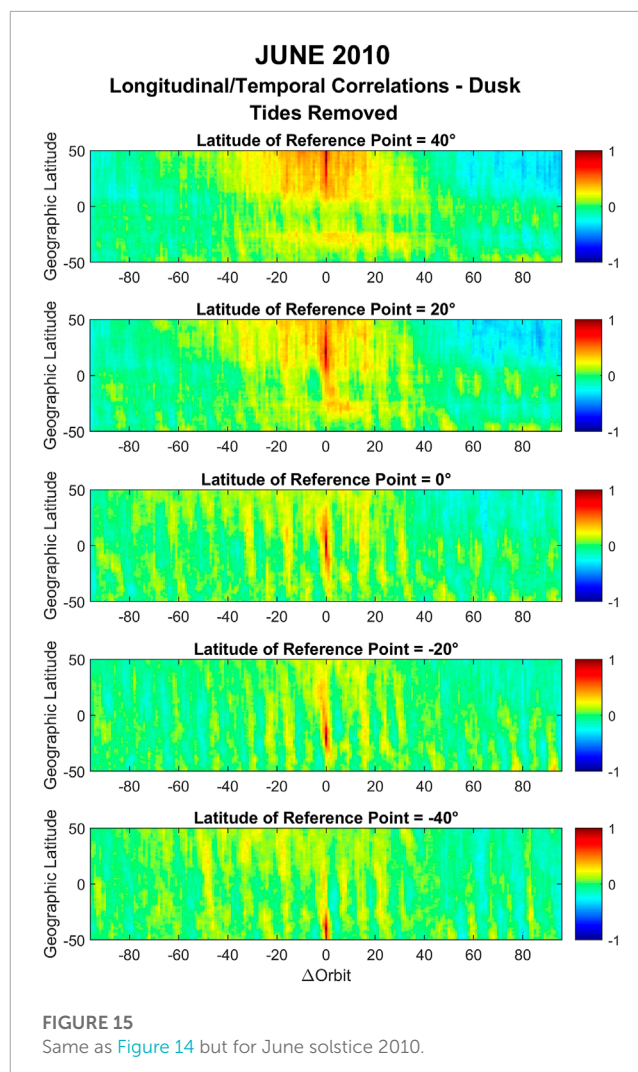 JUNE 2010
Longitudinal/Temporal Correlations - Dusk
Tides Removed
Latitude of Reference Point = 40°
Geographic Latitude
50
0
-50
-80 -60 -40 -20 0 20 40 60 80
1
0
-1
Latitude of Reference Point = 20°
Geographic Latitude
50
0
-50
-80 -60 -40 -20 0 20 40 60 80
1
0
-1
Latitude of Reference Point = 0°
Geographic Latitude
50
0
-50
-80 -60 -40 -20 0 20 40 60 80
1
0
-1
Latitude of Reference Point = -20°
Geographic Latitude
50
0
-50
-80 -60 -40 -20 0 20 40 60 80
1
0
-1
Latitude of Reference Point = -40°
Geographic Latitude
50
0
-50
-80 -60 -40 -20 0 20 40 60 80
1
0
-1
ΔOrbit
FIGURE 15
Same as Figure 14 but for June solstice 2010.